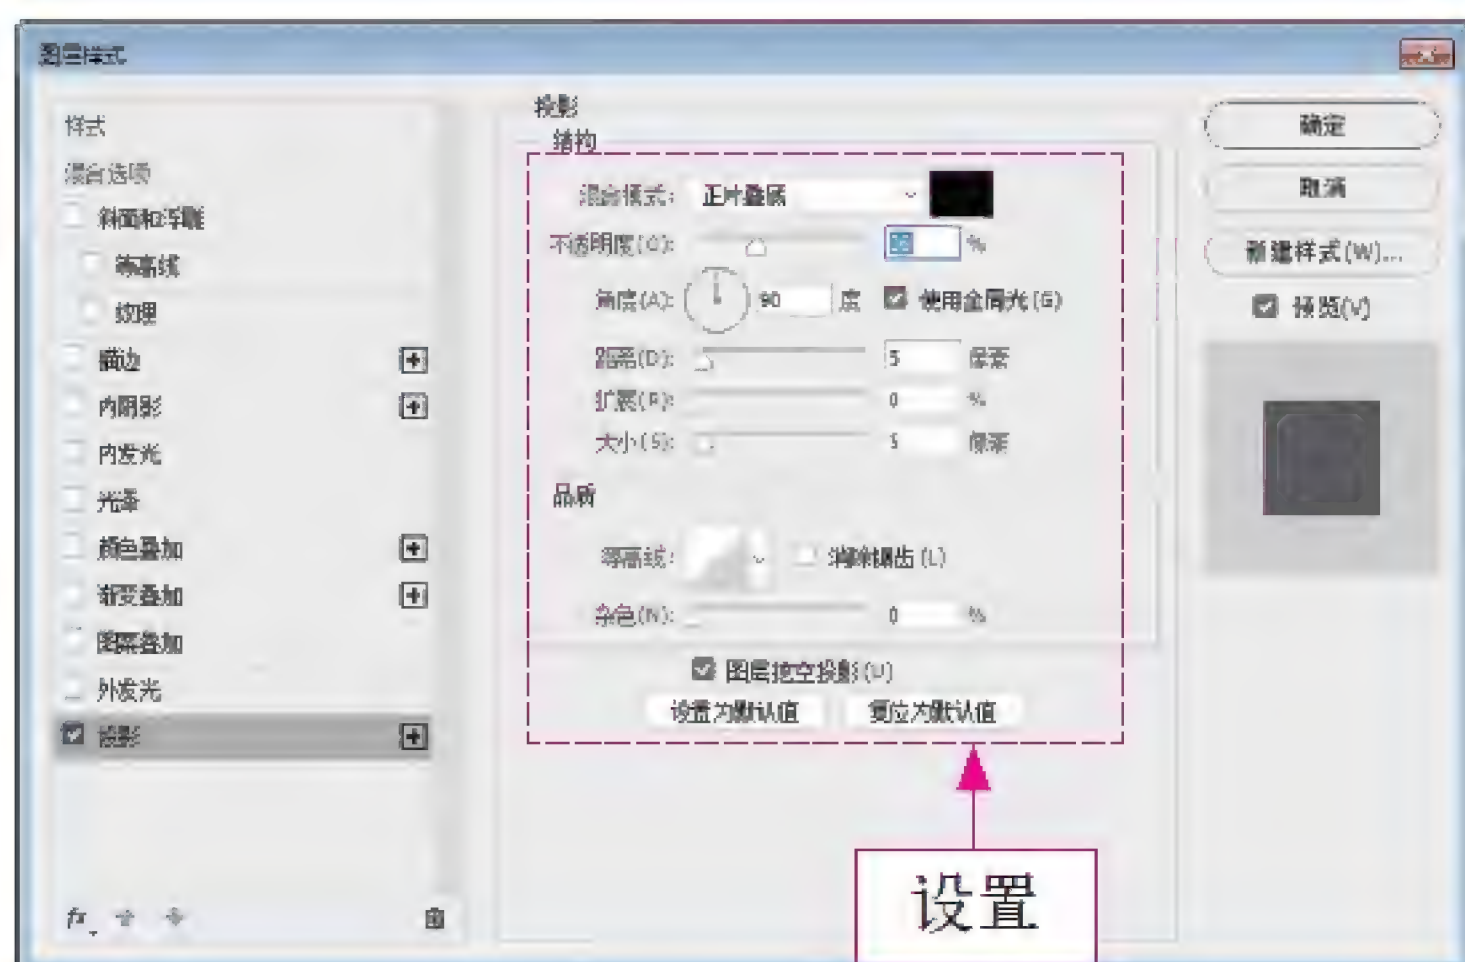 图层样式
样式
混合选项
斜面和浮雕
等高线
纹理
描边
内阴影
内发光
光泽
颜色叠加
渐变叠加
图案叠加
外发光
投影
fx
投影
结构
混合模式: 正片叠底
不透明度(O): %
角度(A): 90 度 使用全局光(G)
距离(D): 5 像素
扩展(R): 0 %
大小(S): 5 像素
品质
等高线: 消除锯齿(L)
杂色(N): 0 %
图层挖空投影(U)
设置为默认值 复位为默认值
设置
确定
取消
新建样式(W)...
预览(V)